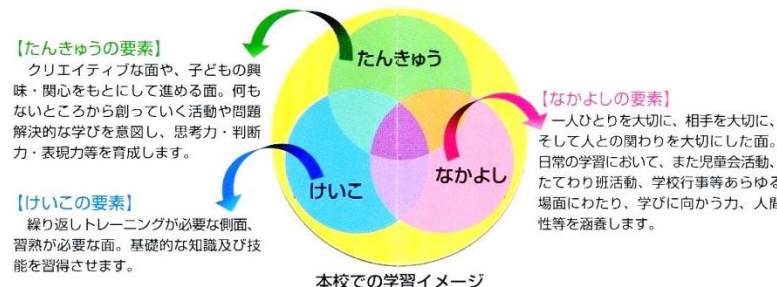 【たんきゅうの要素】
クリエイティブな面や、子どもの興
味・関心をもとにして進める面。何も
ないところから創っていく活動や問題
解決的な学びを意図し、思考力・判断
力・表現力等を育成します。
【けいこの要素】
繰り返しトレーニングが必要な側面、
習熟が必要な面。基礎的な知識及び技
能を習得させます。
たんきゅう
けいこ
なかよし
【なかよしの要素】
一人ひとりを大切に、相手を大切に、
そして人との関わりを大切にした面。
日常の学習において、また児童会活動、
たてわり班活動、学校行事等あらゆる
場面にわたり、学びに向かう力、人間
性等を涵養します。
本校での学習イメージ